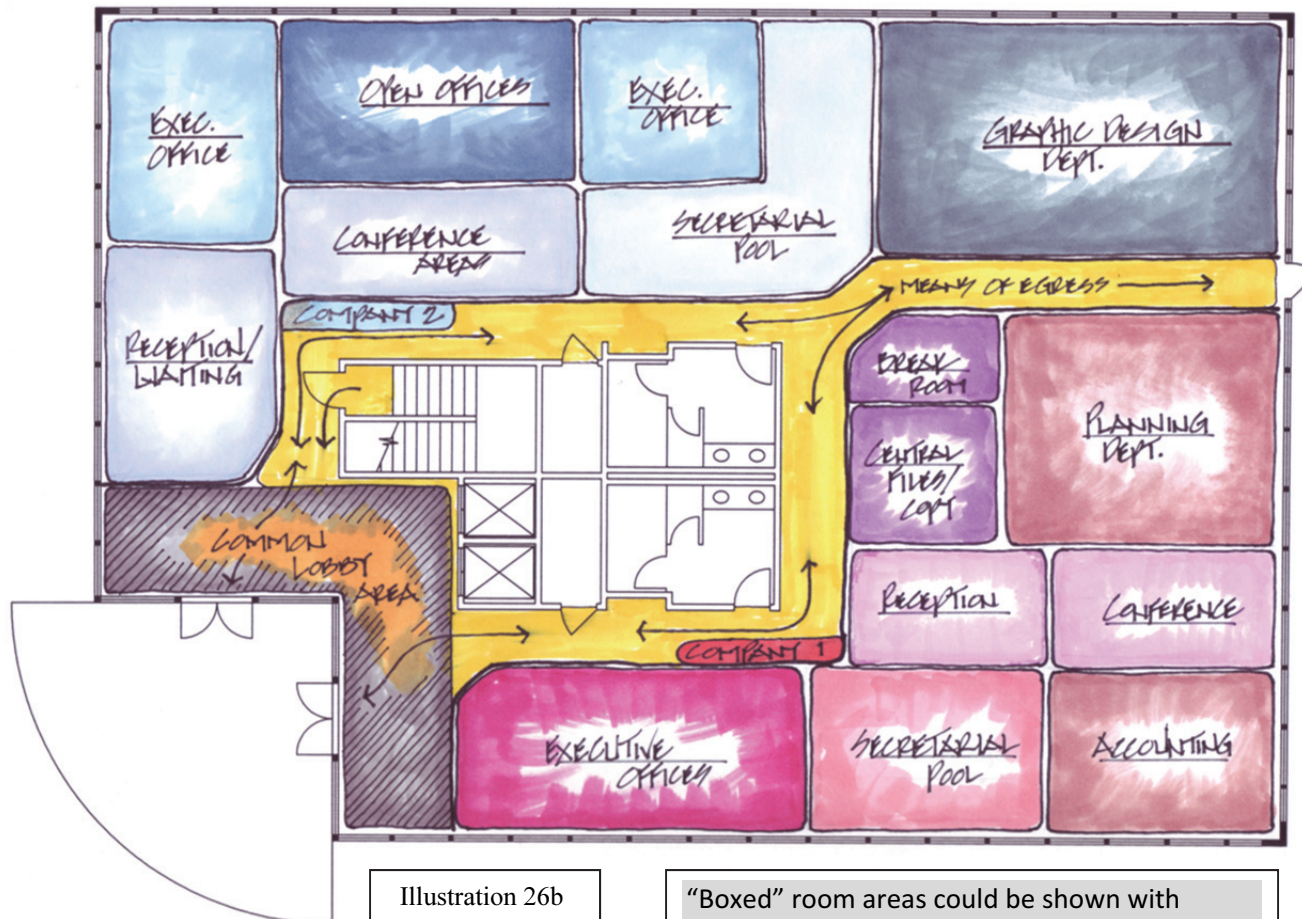 EXEC.
OFFICE
OPEN OFFICES
EXEC.
OFFICE
GRAPHIC DESIGN
DEPT.
CONFERENCE
AREAS
SECRETARIAL
POOL
MEANS OF EGRESS
COMPANY 2
RECEPTION/
WAITING
BREAK
ROOM
PLANNING
DEPT.
CENTRAL
FILES/
COPY
COMMON
LOBBY
AREA
RECEPTION
CONFERENCE
COMPANY 1
EXECUTIVE
OFFICES
SECRETARIAL
POOL
ACCOUNTING
Illustration 26b
“Boxed” room areas could be shown with